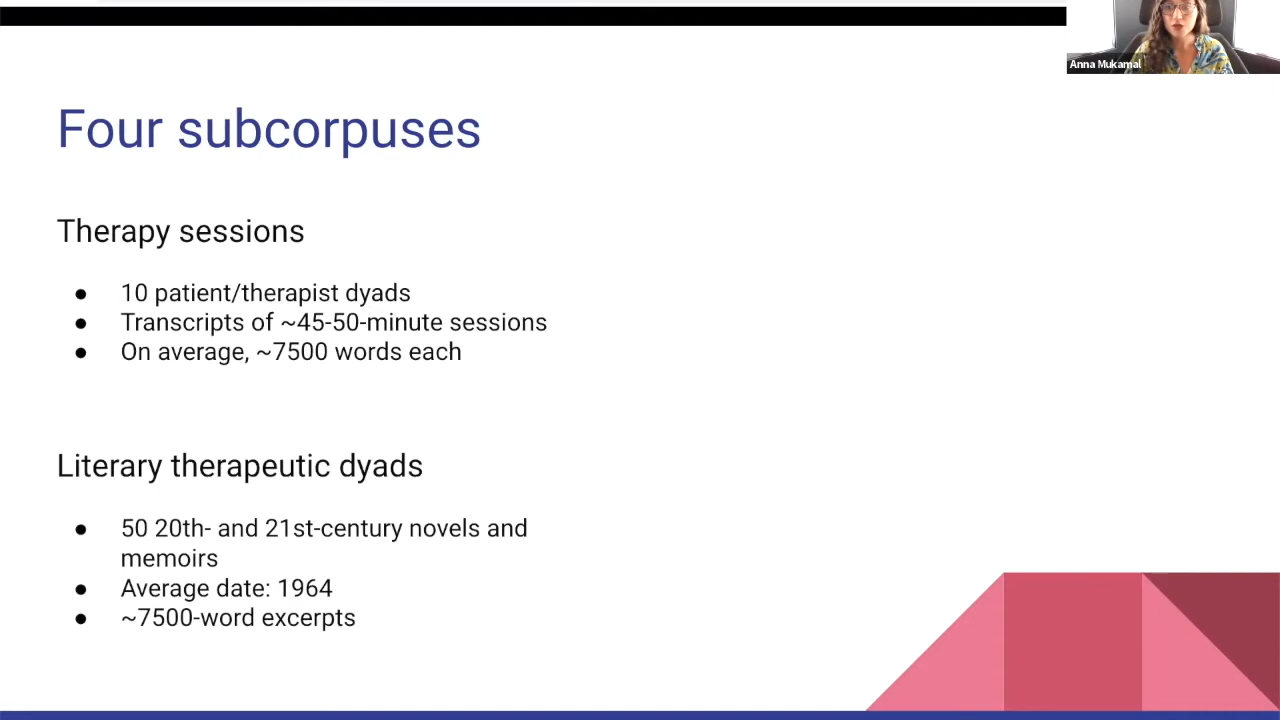 Anna Mukamal
Four subcorpuses
Therapy sessions
● 10 patient/therapist dyads
● Transcripts of ~45-50-minute sessions
● On average, ~7500 words each
Literary therapeutic dyads
● 50 20th- and 21st-century novels and
memoirs
● Average date: 1964
● ~7500-word excerpts